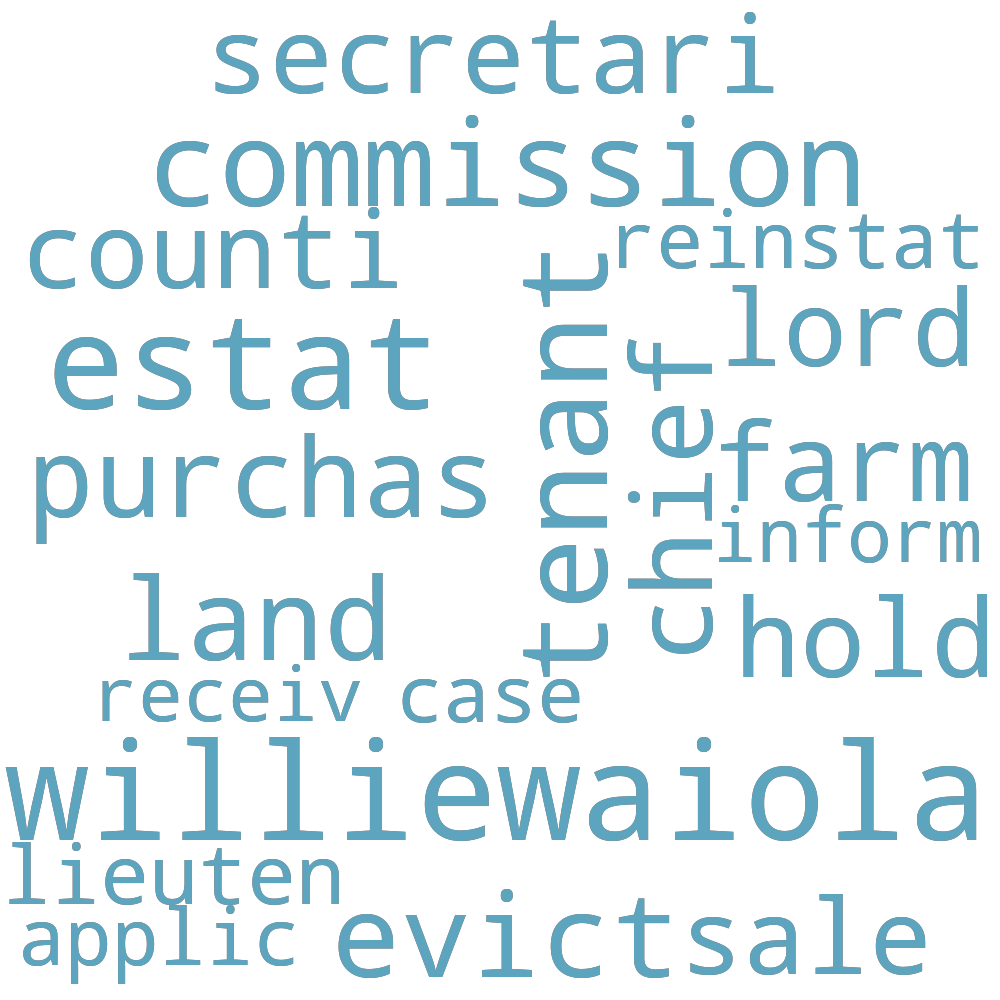 secretari
commission
counti
reinstat
tenant
estat
lord
chief
purchas
farm
inform
land
hold
receiv case
williewaiola
lieuten
applic
evictsale